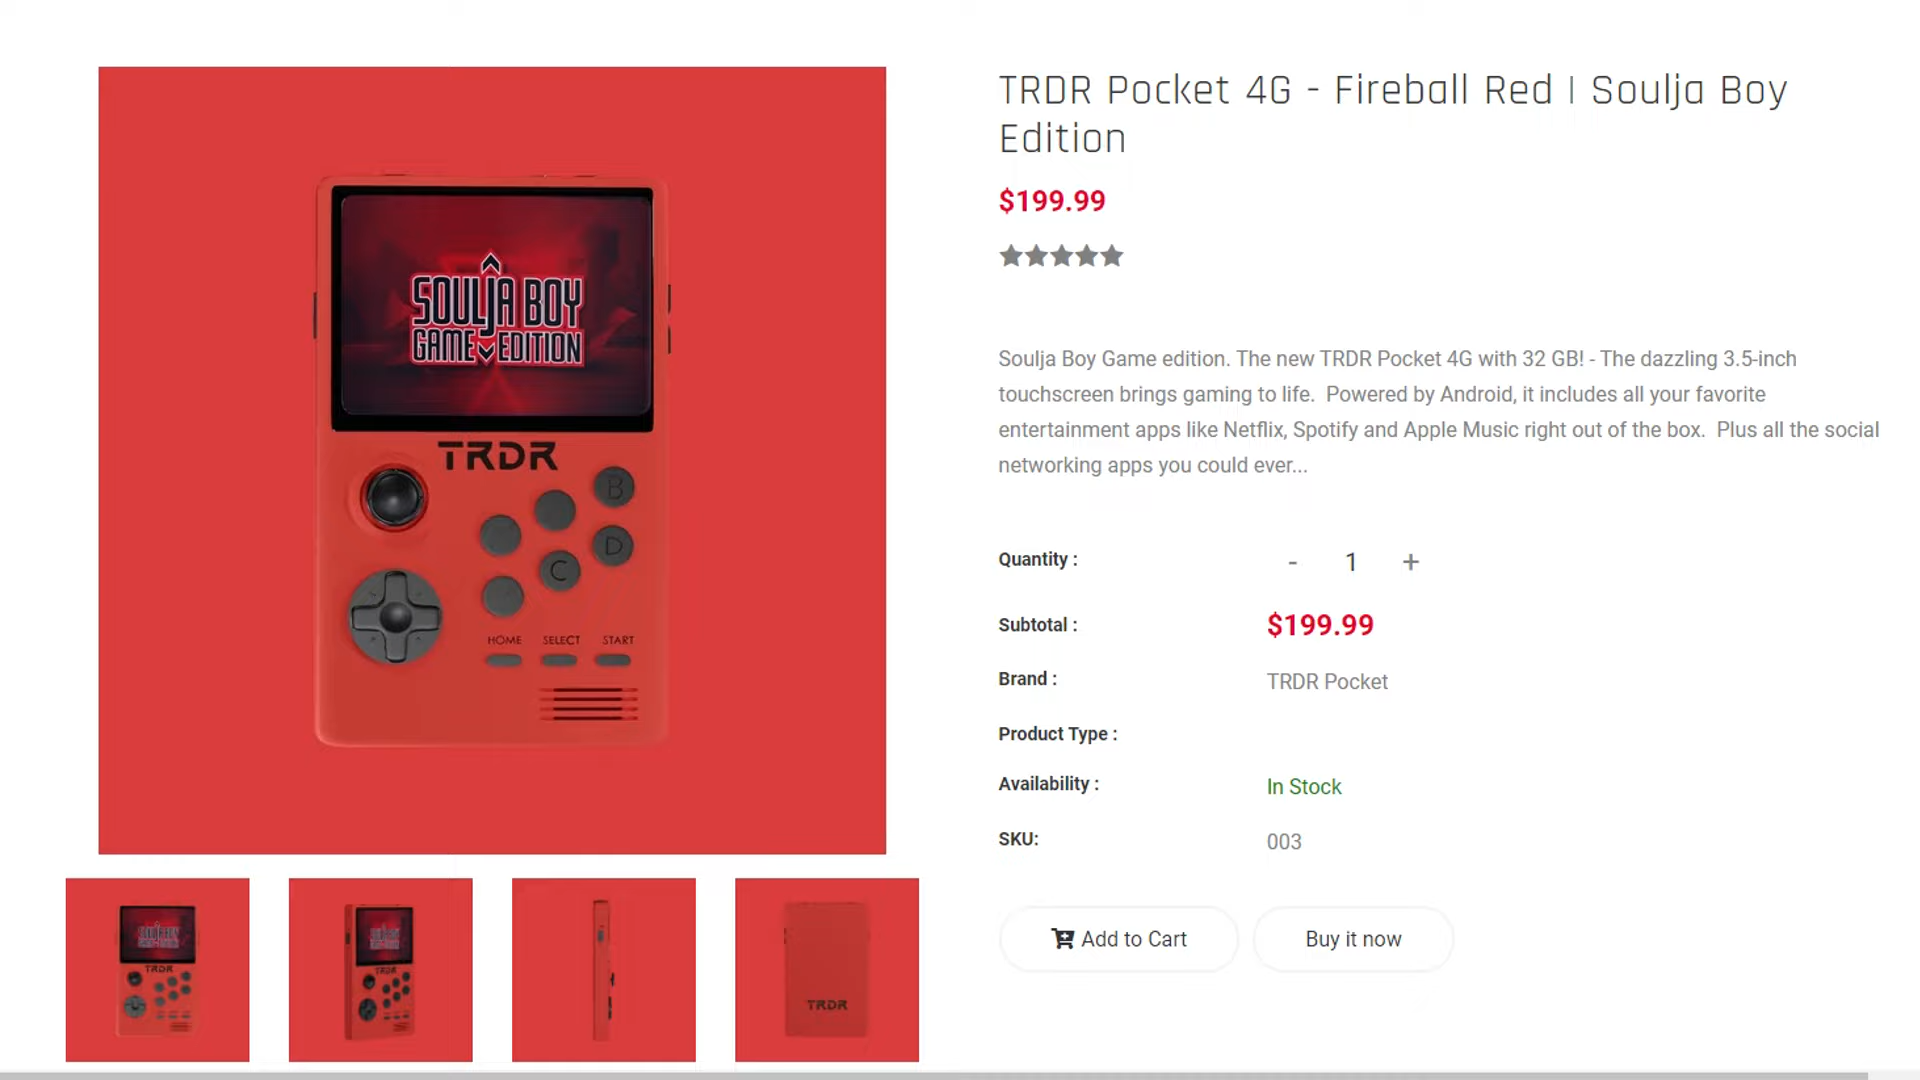 TRDR Pocket 4G - Fireball Red | Soulja Boy
Edition
$199.99
Soulja Boy Game edition. The new TRDR Pocket 4G with 32 GB! - The dazzling 3.5-inch
touchscreen brings gaming to life. Powered by Android, it includes all your favorite
entertainment apps like Netflix, Spotify and Apple Music right out of the box. Plus all the social
networking apps you could ever...
Quantity : - 1 +
Subtotal : $199.99
Brand : TRDR Pocket
Product Type :
Availability : In Stock
SKU: 003
Add to Cart Buy it now
SOULJA BOY
GAME EDITION
TRDR
B
D
C
HOME SELECT START
SOULJA BOY
TRDR
TRDR
TRDR